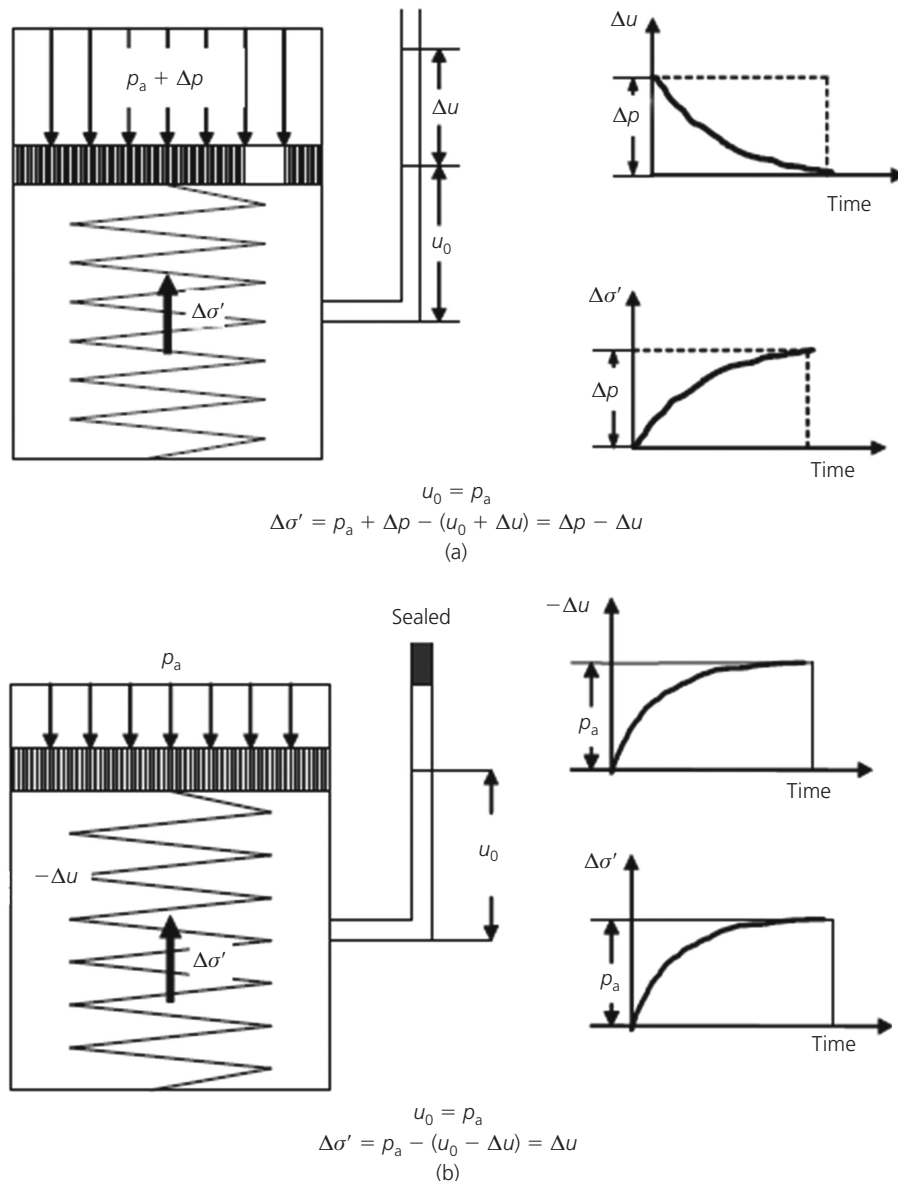 pₐ + Δp
Δu
u₀
Δσ′
Δu
Δp
Time
Δσ′
Δp
Time
u₀ = pₐ
Δσ′ = pₐ + Δp − (u₀ + Δu) = Δp − Δu
(a)
Sealed
pₐ
u₀
−Δu
Δσ′
−Δu
pₐ
Time
Δσ′
pₐ
Time
u₀ = pₐ
Δσ′ = pₐ − (u₀ − Δu) = Δu
(b)